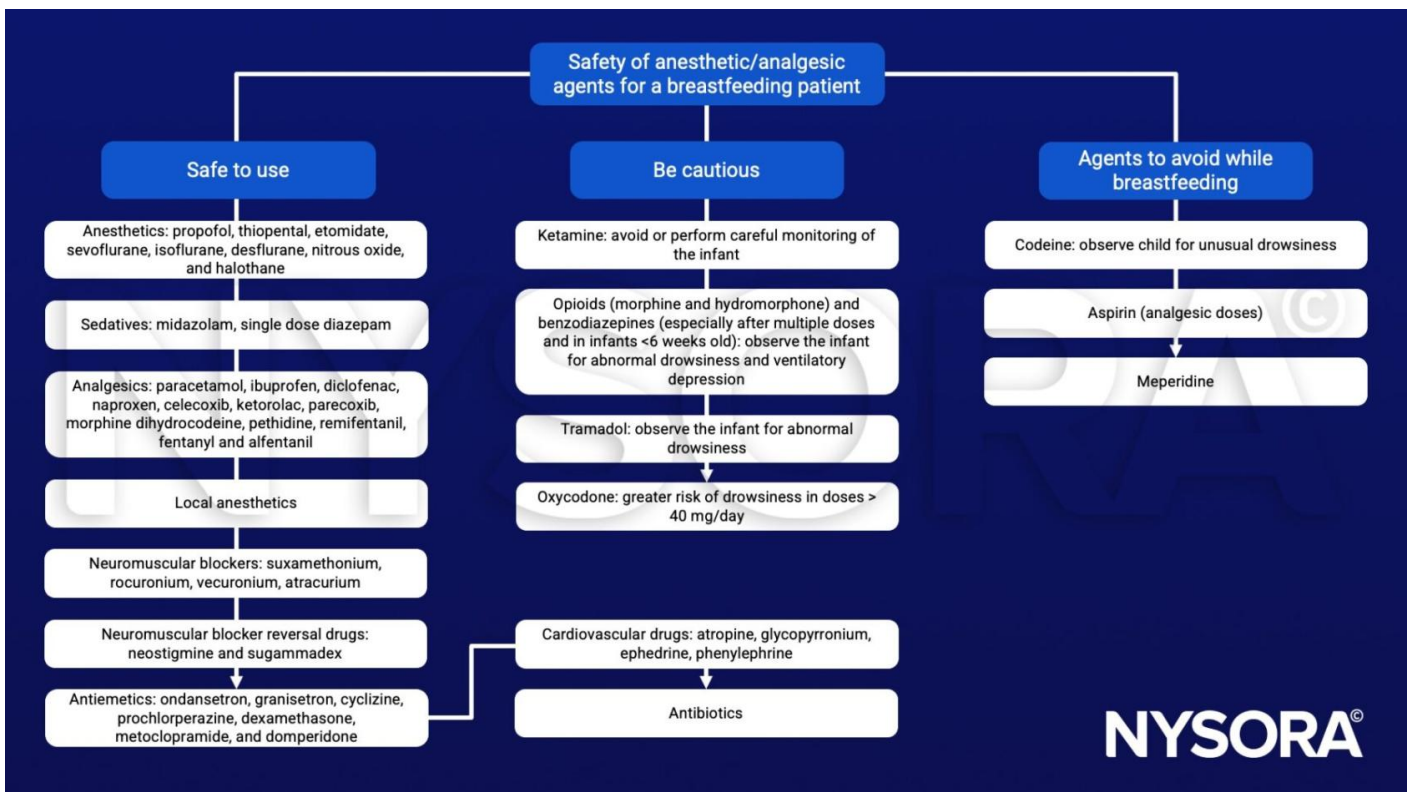 Safety of anesthetic/analgesic
agents for a breastfeeding patient
Safe to use
Anesthetics: propofol, thiopental, etomidate,
sevoflurane, isoflurane, desflurane, nitrous oxide,
and halothane
Sedatives: midazolam, single dose diazepam
Analgesics: paracetamol, ibuprofen, diclofenac,
naproxen, celecoxib, ketorolac, parecoxib,
morphine dihydrocodeine, pethidine, remifentanil,
fentanyl and alfentanil
Local anesthetics
Neuromuscular blockers: suxamethonium,
rocuronium, vecuronium, atracurium
Neuromuscular blocker reversal drugs:
neostigmine and sugammadex
Antiemetics: ondansetron, granisetron, cyclizine,
prochlorperazine, dexamethasone,
metoclopramide, and domperidone
Cardiovascular drugs: atropine, glycopyrronium,
ephedrine, phenylephrine
Antibiotics
Be cautious
Ketamine: avoid or perform careful monitoring of
the infant
Opioids (morphine and hydromorphone) and
benzodiazepines (especially after multiple doses
and in infants <6 weeks old): observe the infant
for abnormal drowsiness and ventilatory
depression
Tramadol: observe the infant for abnormal
drowsiness
Oxycodone: greater risk of drowsiness in doses >
40 mg/day
Agents to avoid while
breastfeeding
Codeine: observe child for unusual drowsiness
Aspirin (analgesic doses)
Meperidine
NYSORA©
NYSORA©